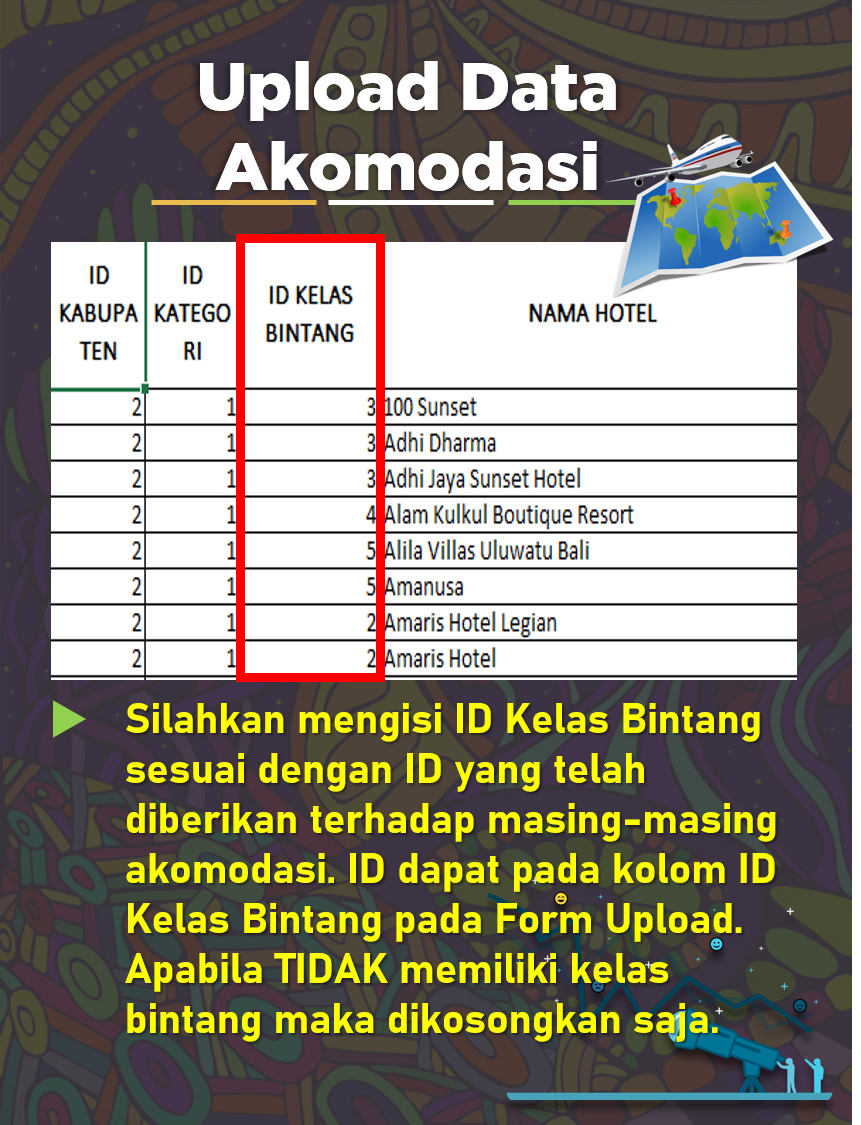 Upload Data
Akomodasi
ID KABUPA TEN ID KATEGO RI ID KELAS BINTANG NAMA HOTEL
2 1 3 100 Sunset
2 1 3 Adhi Dharma
2 1 3 Adhi Jaya Sunset Hotel
2 1 4 Alam Kulkul Boutique Resort
2 1 5 Alila Villas Uluwatu Bali
2 1 5 Amanusa
2 1 2 Amaris Hotel Legian
2 1 2 Amaris Hotel
Silahkan mengisi ID Kelas Bintang
sesuai dengan ID yang telah
diberikan terhadap masing-masing
akomodasi. ID dapat pada kolom ID
Kelas Bintang pada Form Upload.
Apabila TIDAK memiliki kelas
bintang maka dikosongkan saja.